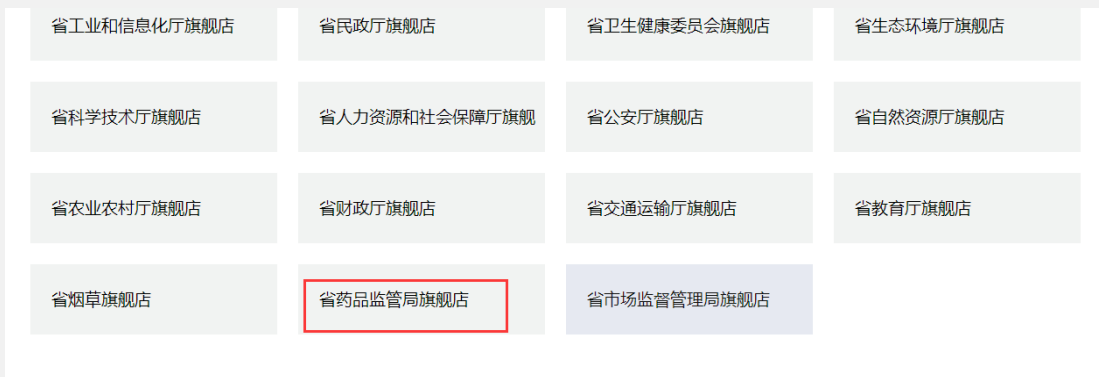 省工业和信息化厅旗舰店
省民政厅旗舰店
省卫生健康委员会旗舰店
省生态环境厅旗舰店
省科学技术厅旗舰店
省人力资源和社会保障厅旗舰
省公安厅旗舰店
省自然资源厅旗舰店
省农业农村厅旗舰店
省财政厅旗舰店
省交通运输厅旗舰店
省教育厅旗舰店
省烟草旗舰店
省药品监管局旗舰店
省市场监督管理局旗舰店